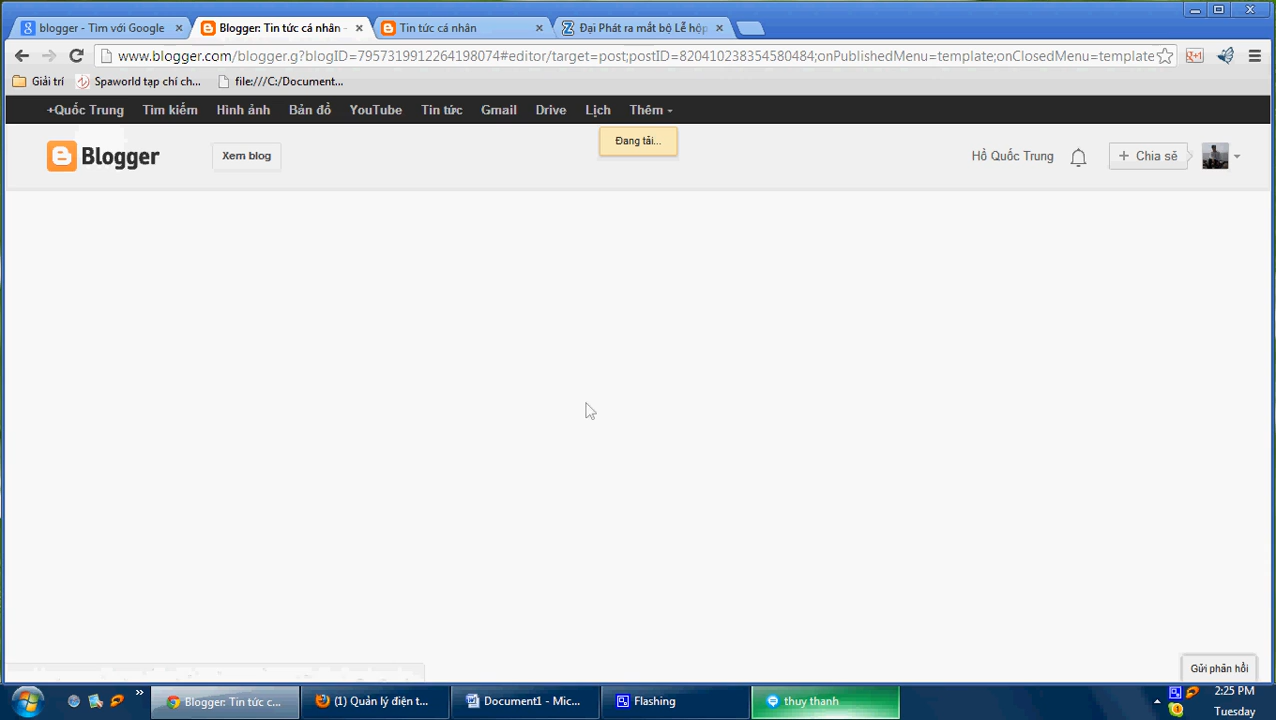 blogger - Tìm với Google
Blogger: Tin tức cá nhân -
Tin tức cá nhân
Đại Phát ra mắt bộ Lễ hộp
www.blogger.com/blogger.g?blogID=7957319912264198074#editor/target=post;postID=820410238354580484;onPublishedMenu=template;onClosedMenu=template
Giải trí
Spaworld tạp chí ch...
file:///C:/Document...
+Quốc Trung Tìm kiếm Hình ảnh Bản đồ YouTube Tin tức Gmail Drive Lịch Thêm
Đang tải...
Blogger
Xem blog
Hồ Quốc Trung
+ Chia sẻ
Gửi phản hồi
Blogger: Tin tức c...
(1) Quản lý điện t...
Document1 - Mic...
Flashing
thuy thanh
2:25 PM
Tuesday